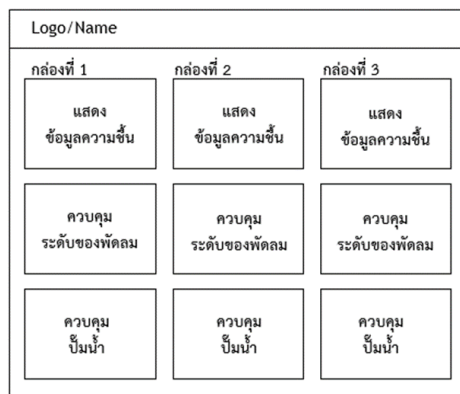 Logo/Name
กล่องที่ 1
กล่องที่ 2
กล่องที่ 3
แสดง
ข้อมูลความชื้น
แสดง
ข้อมูลความชื้น
แสดง
ข้อมูลความชื้น
ควบคุม
ระดับของพัดลม
ควบคุม
ระดับของพัดลม
ควบคุม
ระดับของพัดลม
ควบคุม
ปั๊มน้ำ
ควบคุม
ปั๊มน้ำ
ควบคุม
ปั๊มน้ำ